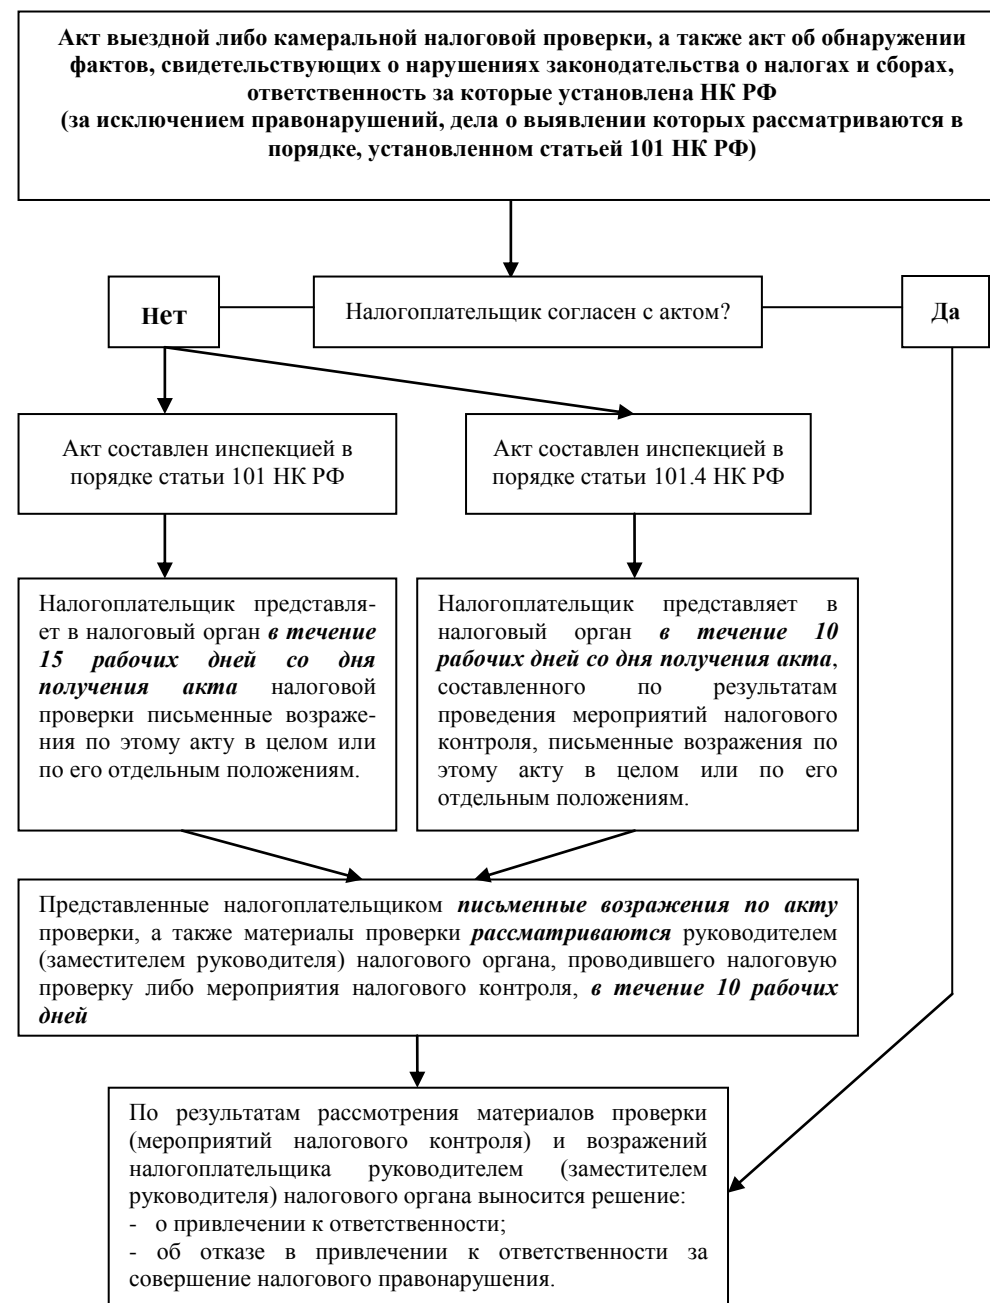 Акт выездной либо камеральной налоговой проверки, а также акт об обнаружении
фактов, свидетельствующих о нарушениях законодательства о налогах и сборах,
ответственность за которые установлена НК РФ
(за исключением правонарушений, дела о выявлении которых рассматриваются в
порядке, установленном статьей 101 НК РФ)
Нет
Налогоплательщик согласен с актом?
Да
Акт составлен инспекцией в
порядке статьи 101 НК РФ
Акт составлен инспекцией в
порядке статьи 101.4 НК РФ
Налогоплательщик представля-
ет в налоговый орган в течение
15 рабочих дней со дня
получения акта налоговой
проверки письменные возраже-
ния по этому акту в целом или
по его отдельным положениям.
Налогоплательщик представляет в
налоговый орган в течение 10
рабочих дней со дня получения акта,
составленного по результатам
проведения мероприятий налогового
контроля, письменные возражения по
этому акту в целом или по его
отдельным положениям.
Представленные налогоплательщиком письменные возражения по акту
проверки, а также материалы проверки рассматриваются руководителем
(заместителем руководителя) налогового органа, проводившего налоговую
проверку либо мероприятия налогового контроля, в течение 10 рабочих
дней
По результатам рассмотрения материалов проверки
(мероприятий налогового контроля) и возражений
налогоплательщика руководителем (заместителем
руководителя) налогового органа выносится решение:
- о привлечении к ответственности;
- об отказе в привлечении к ответственности за
совершение налогового правонарушения.